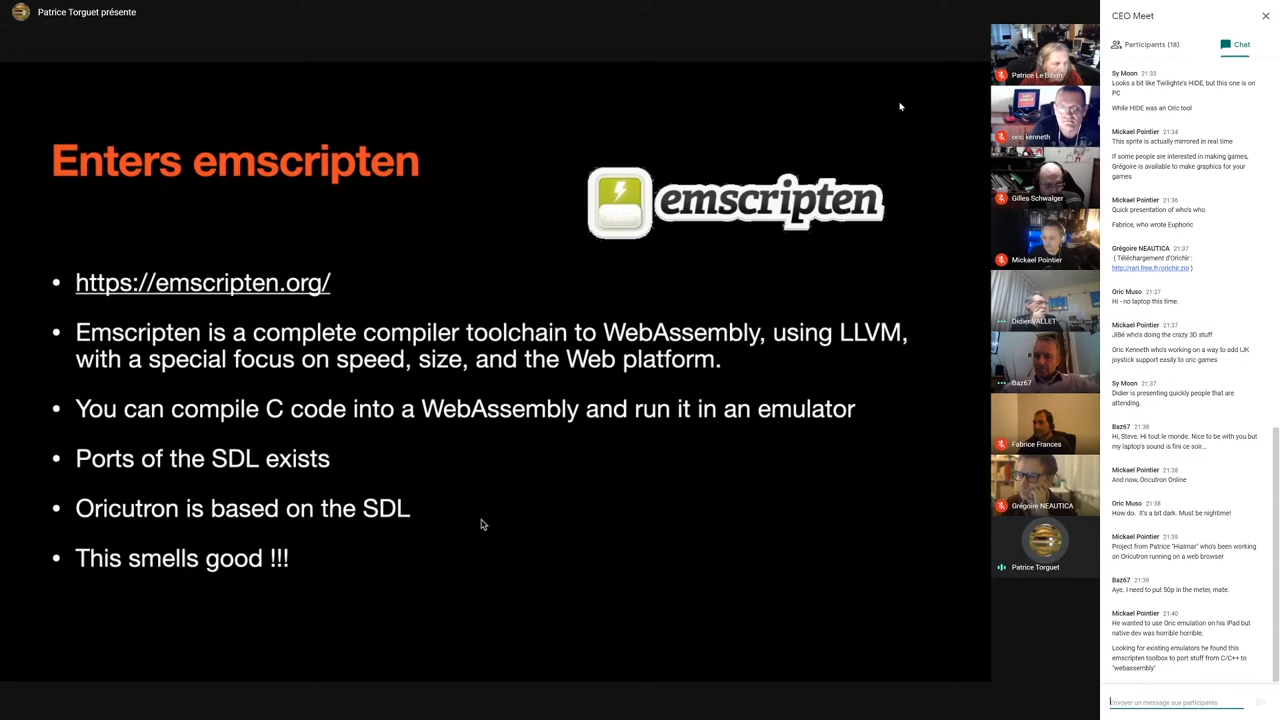 Patrice Torguet présente
Enters emscripten
emscripten
• https://emscripten.org/
• Emscripten is a complete compiler toolchain to WebAssembly, using LLVM,
with a special focus on speed, size, and the Web platform.
• You can compile C code into a WebAssembly and run it in an emulator
• Ports of the SDL exists
• Oricutron is based on the SDL
• This smells good !!!
Patrice Le Bihan
oric kenneth
Gilles Schwalger
Mickael Pointier
Didier VALLET
Baz67
Fabrice Frances
Grégoire NEAUTICA
Patrice Torguet
CEO Meet
Participants (18)
Chat
Sy Moon 21:33
Looks a bit like Twilighte's HIDE, but this one is on
PC
While HIDE was an Oric tool
Mickael Pointier 21:34
This sprite is actually mirrored in real time
If some people are interested in making games,
Grégoire is available to make graphics for your
games
Mickael Pointier 21:36
Quick presentation of who's who
Fabrice, who wrote Euphoric
Grégoire NEAUTICA 21:37
( Téléchargement d'Orichir :
http://rari.free.fr/orichir.zip )
Oric Muso 21:37
Hi - no laptop this time.
Mickael Pointier 21:37
JiBé who's doing the crazy 3D stuff
Oric Kenneth who's working on a way to add IJK
joystick support easily to oric games
Sy Moon 21:37
Didier is presenting quickly people that are
attending.
Baz67 21:38
Hi, Steve. Hi tout le monde. Nice to be with you but
my laptop's sound is fini ce soir...
Mickael Pointier 21:38
And now, Oricutron Online
Oric Muso 21:38
How do. It's a bit dark. Must be nightime!
Mickael Pointier 21:39
Project from Patrice "Hialmar" who's been working
on Oricutron running on a web browser
Baz67 21:39
Aye. I need to put 50p in the meter, mate.
Mickael Pointier 21:40
He wanted to use Oric emulation on his iPad but
native dev was horrible horrible.
Looking for existing emulators he found this
emscripten toolbox to port stuff from C/C++ to
"webassembly"
Envoyer un message aux participants